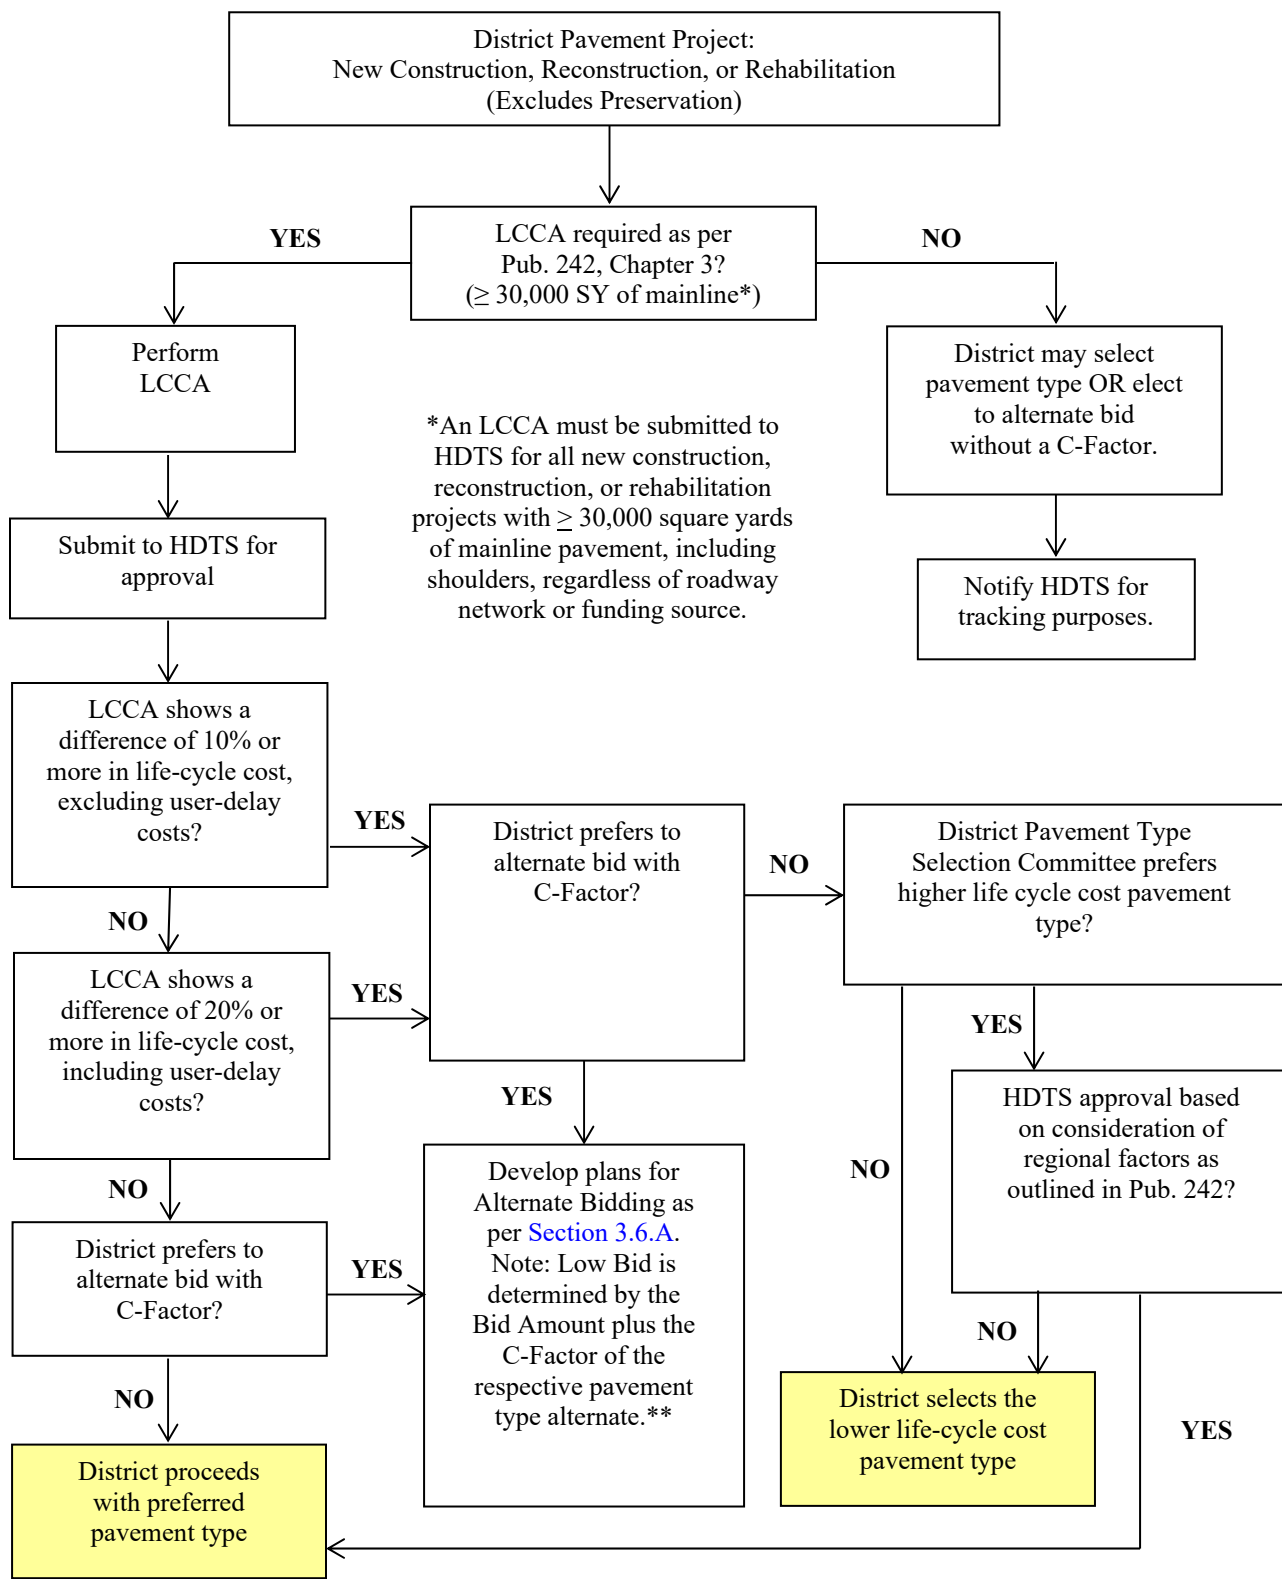 District Pavement Project:
New Construction, Reconstruction, or Rehabilitation
(Excludes Preservation)
YES
LCCA required as per
Pub. 242, Chapter 3?
(≥ 30,000 SY of mainline*)
NO
Perform
LCCA
District may select
pavement type OR elect
to alternate bid
without a C-Factor.
*An LCCA must be submitted to
HDTS for all new construction,
reconstruction, or rehabilitation
projects with ≥ 30,000 square yards
of mainline pavement, including
shoulders, regardless of roadway
network or funding source.
Submit to HDTS for
approval
Notify HDTS for
tracking purposes.
LCCA shows a
difference of 10% or
more in life-cycle cost,
excluding user-delay
costs?
YES
District prefers to
alternate bid with
C-Factor?
NO
District Pavement Type
Selection Committee prefers
higher life cycle cost pavement
type?
NO
LCCA shows a
difference of 20% or
more in life-cycle cost,
including user-delay
costs?
YES
YES
YES
HDTS approval based
on consideration of
regional factors as
outlined in Pub. 242?
NO
NO
Develop plans for
Alternate Bidding as
per Section 3.6.A.
Note: Low Bid is
determined by the
Bid Amount plus the
C-Factor of the
respective pavement
type alternate.**
District prefers to
alternate bid with
C-Factor?
YES
NO
NO
District selects the
lower life-cycle cost
pavement type
YES
District proceeds
with preferred
pavement type